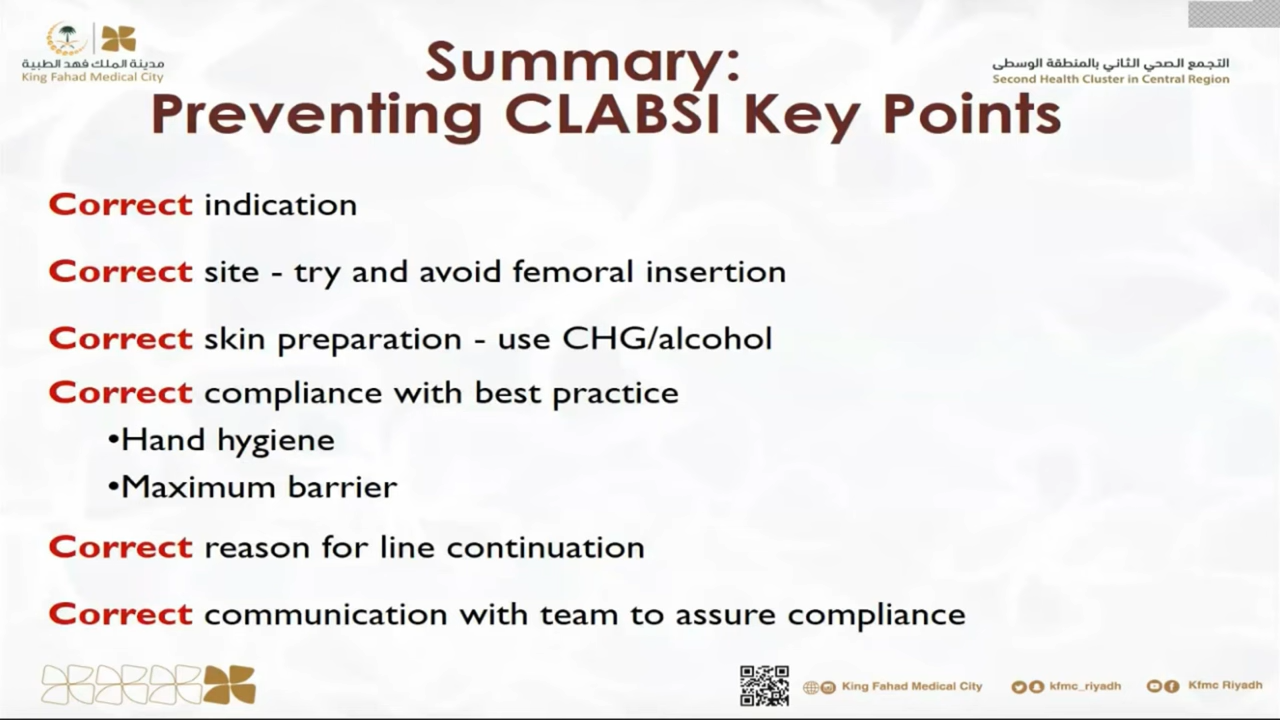 مدينة الملك فهد الطبية
King Fahad Medical City
التجمع الصحي الثاني بالمنطقة الوسطى
Second Health Cluster in Central Region
Summary:
Preventing CLABSI Key Points
Correct indication
Correct site - try and avoid femoral insertion
Correct skin preparation - use CHG/alcohol
Correct compliance with best practice
•Hand hygiene
•Maximum barrier
Correct reason for line continuation
Correct communication with team to assure compliance
King Fahad Medical City
kfmc_riyadh
Kfmc Riyadh